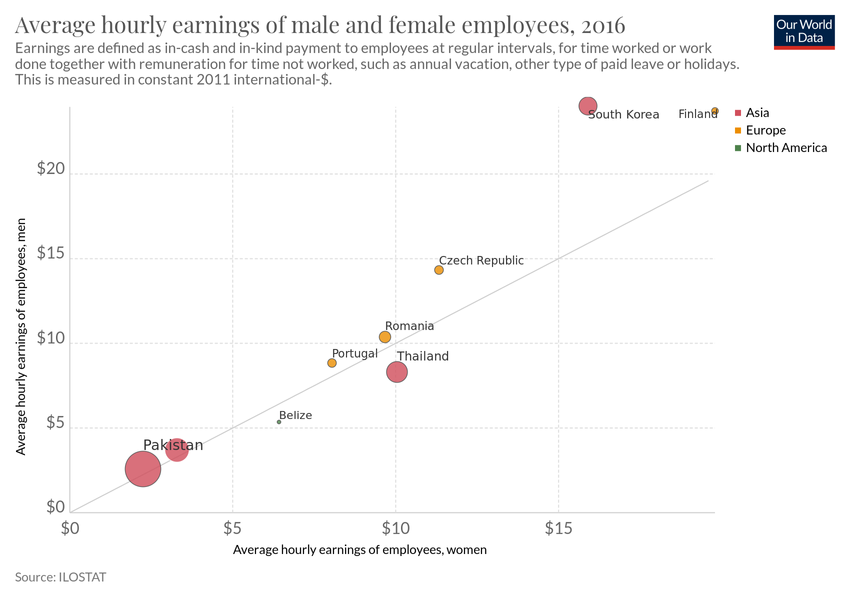 Average hourly earnings of male and female employees, 2016
Earnings are defined as in-cash and in-kind payment to employees at regular intervals, for time worked or work
done together with remuneration for time not worked, such as annual vacation, other type of paid leave or holidays.
This is measured in constant 2011 international-$.
Our World
in Data
South Korea
Finland
Asia
Europe
North America
$20
$15
$10
$5
$0
Average hourly earnings of employees, men
Czech Republic
Romania
Portugal
Thailand
Belize
Pakistan
$0
$5
$10
$15
Average hourly earnings of employees, women
Source: ILOSTAT